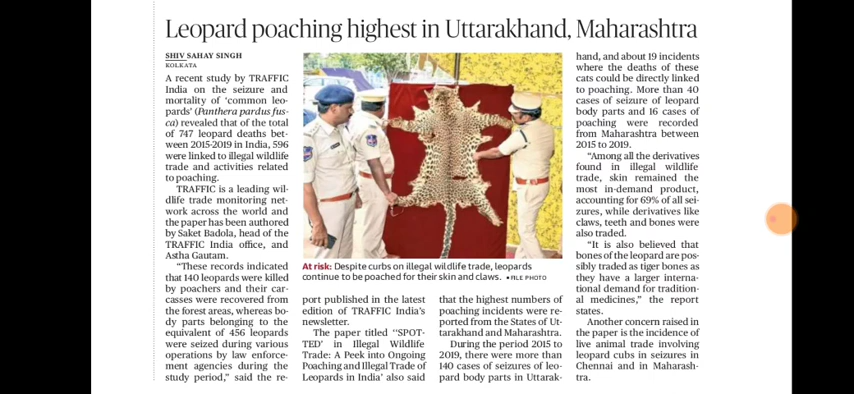 Leopard poaching highest in Uttarakhand, Maharashtra
SHIV SAHAY SINGH
KOLKATA
A recent study by TRAFFIC
India on the seizure and
mortality of 'common leo-
pards' (Panthera pardus fus-
ca) revealed that of the total
of 747 leopard deaths bet-
ween 2015-2019 in India, 596
were linked to illegal wildlife
trade and activities related
to poaching.
TRAFFIC is a leading wil-
dlife trade monitoring net-
work across the world and
the paper has been authored
by Saket Badola, head of the
TRAFFIC India office, and
Astha Gautam.
"These records indicated
that 140 leopards were killed
by poachers and their car-
casses were recovered from
the forest areas, whereas bo-
dy parts belonging to the
equivalent of 456 leopards
were seized during various
operations by law enforce-
ment agencies during the
study period," said the re-
At risk: Despite curbs on illegal wildlife trade, leopards
continue to be poached for their skin and claws. • FILE PHOTO
port published in the latest
edition of TRAFFIC India's
newsletter.
The paper titled "SPOT-
TED' in Illegal Wildlife
Trade: A Peek into Ongoing
Poaching and Illegal Trade of
Leopards in India' also said
that the highest numbers of
poaching incidents were re-
ported from the States of Ut-
tarakhand and Maharashtra.
During the period 2015 to
2019, there were more than
140 cases of seizures of leo-
pard body parts in Uttarak-
hand, and about 19 incidents
where the deaths of these
cats could be directly linked
to poaching. More than 40
cases of seizure of leopard
body parts and 16 cases of
poaching were recorded
from Maharashtra between
2015 to 2019.
"Among all the derivatives
found in illegal wildlife
trade, skin remained the
most in-demand product,
accounting for 69% of all sei-
zures, while derivatives like
claws, teeth and bones were
also traded.
"It is also believed that
bones of the leopard are pos-
sibly traded as tiger bones as
they have a larger interna-
tional demand for tradition-
al medicines," the report
states.
Another concern raised in
the paper is the incidence of
live animal trade involving
leopard cubs in seizures in
Chennai and in Maharash-
tra.